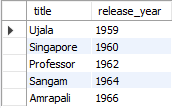 title release_year
Ujala 1959
Singapore 1960
Professor 1962
Sangam 1964
Amrapali 1966